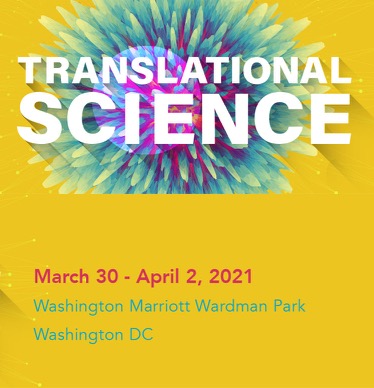 TRANSLATIONAL
SCIENCE
March 30 - April 2, 2021
Washington Marriott Wardman Park
Washington DC